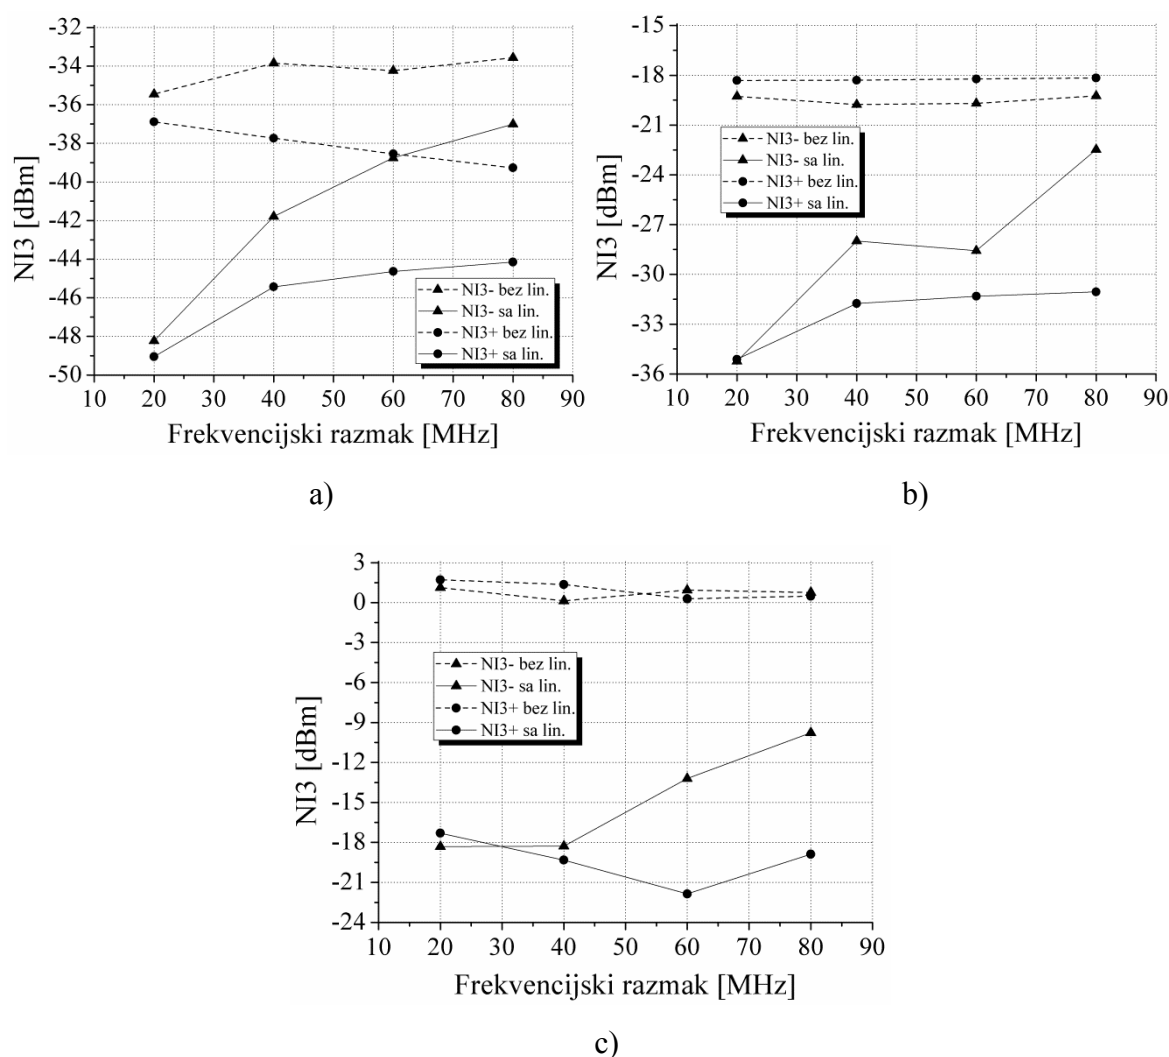 -32
-34
-36
-38
-40
-42
-44
-46
-48
-50
NI3 [dBm]
NI3- bez lin.
NI3- sa lin.
NI3+ bez lin.
NI3+ sa lin.
10 20 30 40 50 60 70 80 90
Frekvencijski razmak [MHz]
a)
-15
-18
-21
-24
-27
-30
-33
-36
NI3 [dBm]
NI3- bez lin.
NI3- sa lin.
NI3+ bez lin.
NI3+ sa lin.
10 20 30 40 50 60 70 80 90
Frekvencijski razmak [MHz]
b)
3
0
-3
-6
-9
-12
-15
-18
-21
-24
NI3 [dBm]
NI3- bez lin.
NI3- sa lin.
NI3+ bez lin.
NI3+ sa lin.
10 20 30 40 50 60 70 80 90
Frekvencijski razmak [MHz]
c)